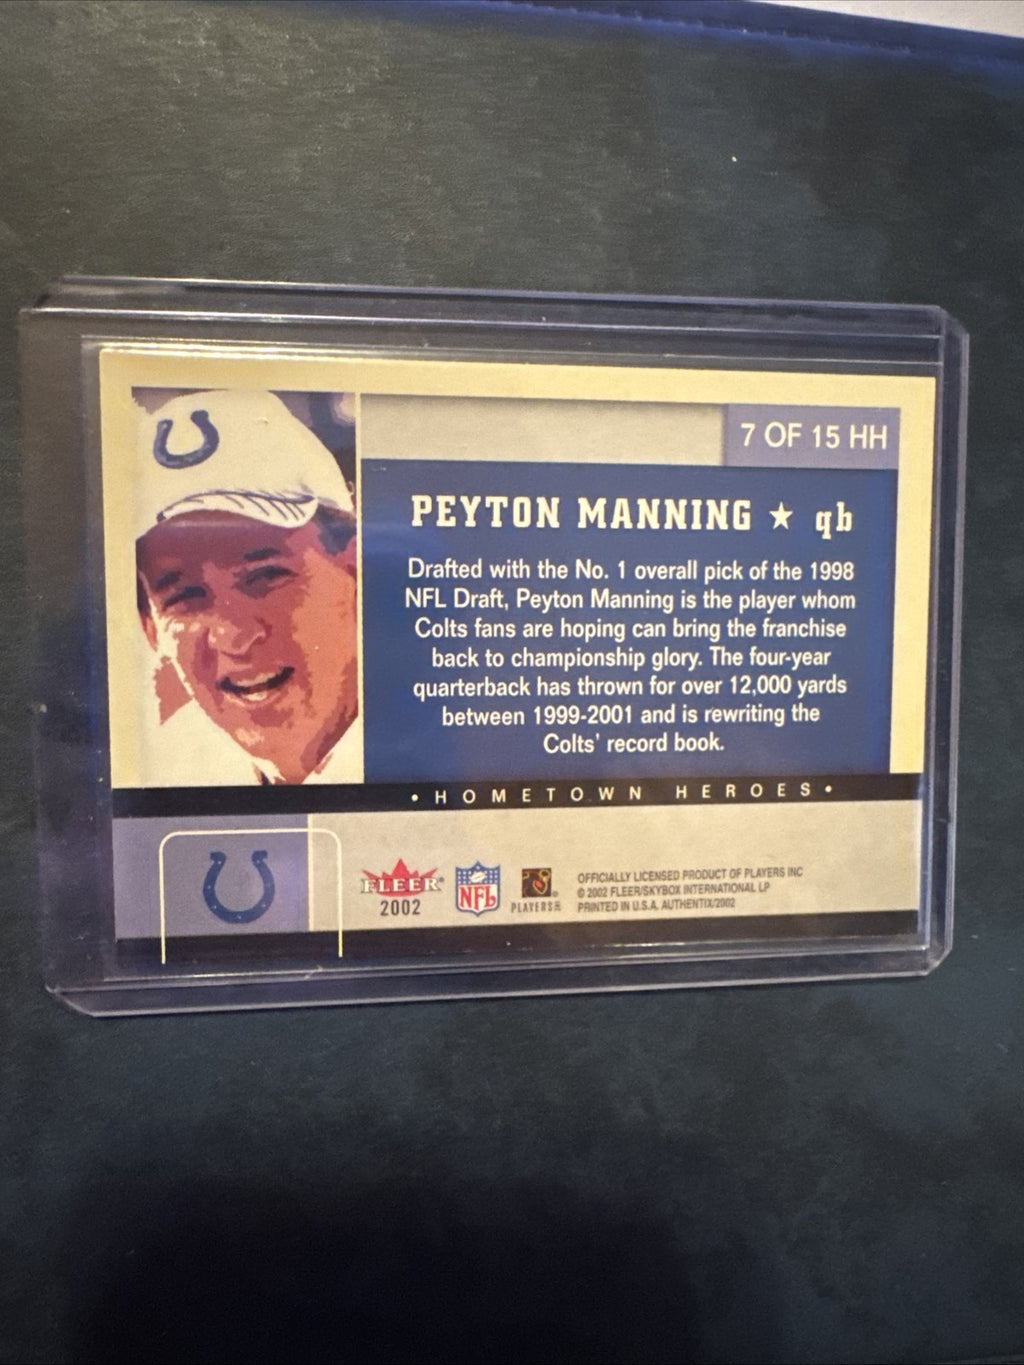 7 OF 15 HH
PEYTON MANNING ★ qb
Drafted with the No. 1 overall pick of the 1998
NFL Draft, Peyton Manning is the player whom
Colts fans are hoping can bring the franchise
back to championship glory. The four-year
quarterback has thrown for over 12,000 yards
between 1999-2001 and is rewriting the
Colts' record book.
• HOMETOWN HEROES •
FLEER
2002
NFL
PLAYERS INC
OFFICIALLY LICENSED PRODUCT OF PLAYERS INC
© 2002 FLEER/SKYBOX INTERNATIONAL LP
PRINTED IN U.S.A. AUTHENTIX/2002